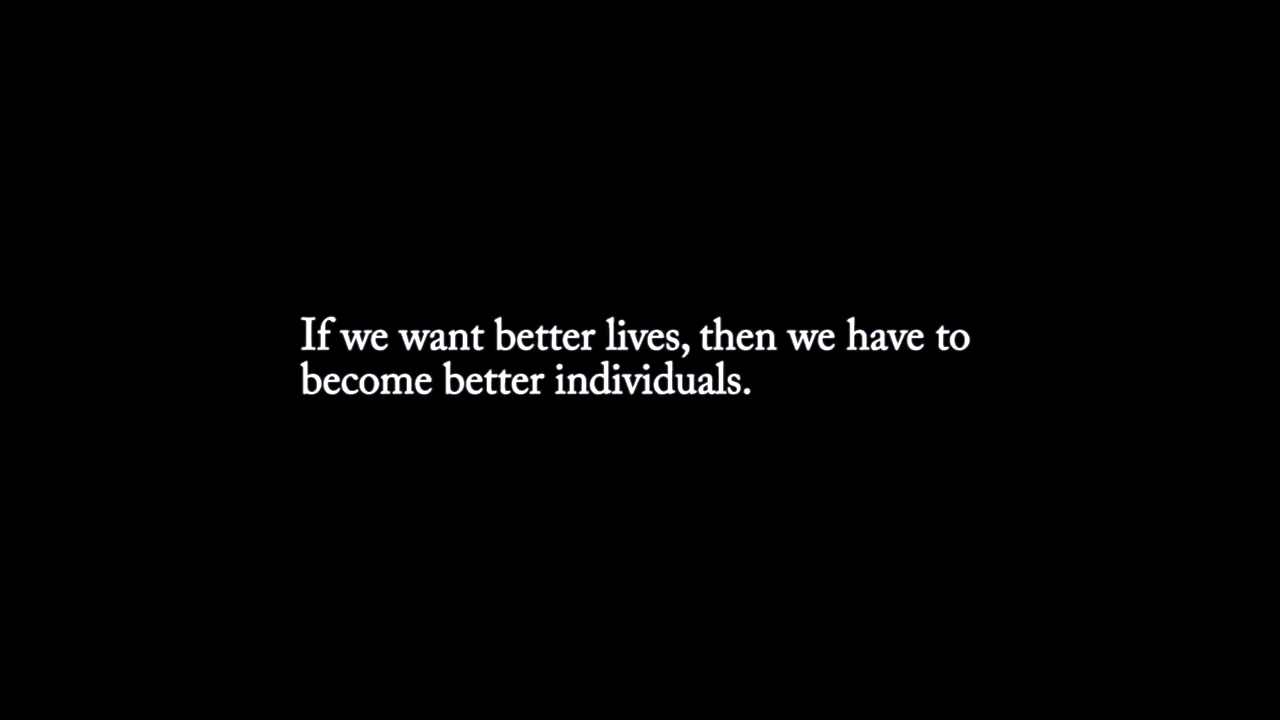 If we want better lives, then we have to
become better individuals.